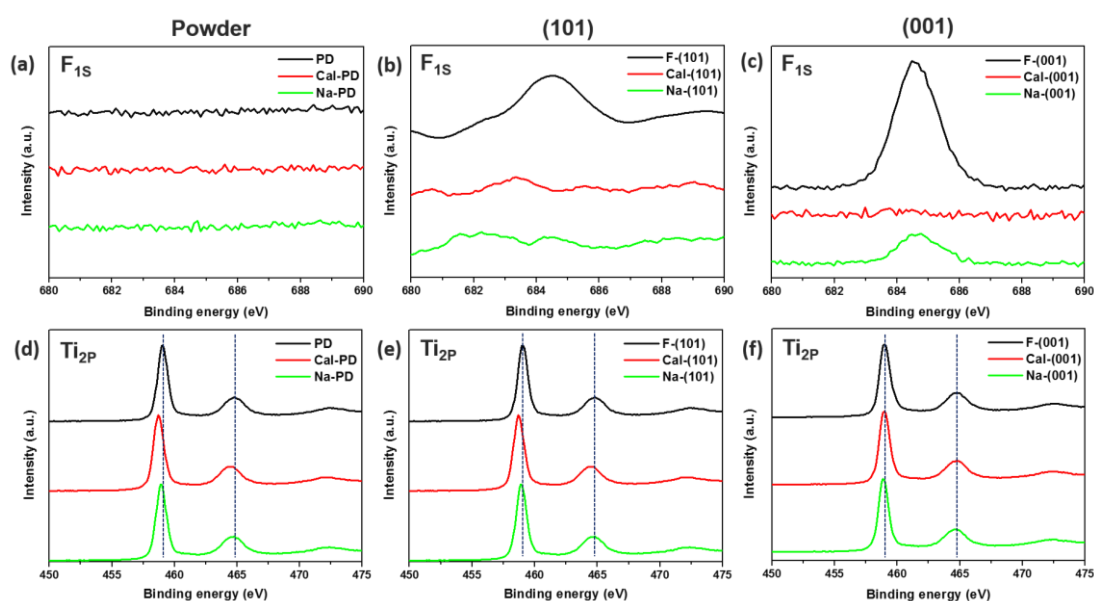 Powder
(101)
(001)
(a)
F1S
PD
Cal-PD
Na-PD
Intensity (a.u.)
680 682 684 686 688 690
Binding energy (eV)
(b)
F1S
F-(101)
Cal-(101)
Na-(101)
Intensity (a.u.)
680 682 684 686 688 690
Binding energy (eV)
(c)
F1S
F-(001)
Cal-(001)
Na-(001)
Intensity (a.u.)
680 682 684 686 688 690
Binding energy (eV)
(d)
Ti2P
PD
Cal-PD
Na-PD
Intensity (a.u.)
450 455 460 465 470 475
Binding energy (eV)
(e)
Ti2P
F-(101)
Cal-(101)
Na-(101)
Intensity (a.u.)
450 455 460 465 470 475
Binding energy (eV)
(f)
Ti2P
F-(001)
Cal-(001)
Na-(001)
Intensity (a.u.)
450 455 460 465 470 475
Binding energy (eV)